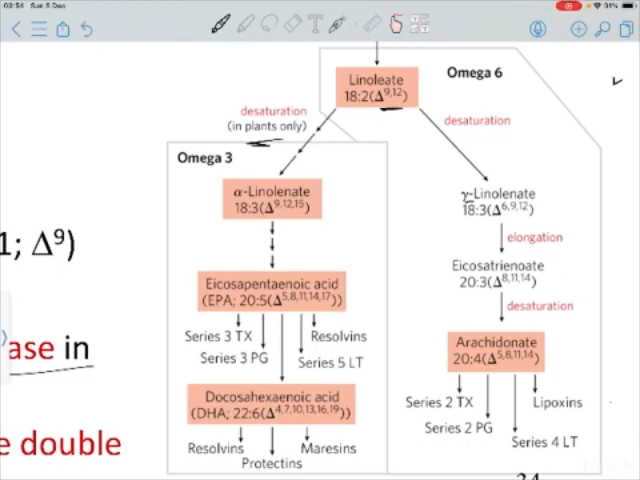 00:54 Sun 5 Dec
91%
Omega 6
Linoleate
18:2(Δ9,12)
desaturation
(in plants only)
desaturation
Omega 3
α-Linolenate
18:3(Δ9,12,15)
γ-Linolenate
18:3(Δ6,9,12)
1; Δ9)
elongation
Eicosatrienoate
20:3(Δ8,11,14)
Eicosapentaenoic acid
(EPA; 20:5(Δ5,8,11,14,17))
desaturation
Series 3 TX
Resolvins
Series 3 PG
Series 5 LT
ase in
Arachidonate
20:4(Δ5,8,11,14)
Docosahexaenoic acid
(DHA; 22:6(Δ4,7,10,13,16,19))
Series 2 TX
Lipoxins
Series 2 PG
Series 4 LT
e double
Resolvins
Maresins
Protectins